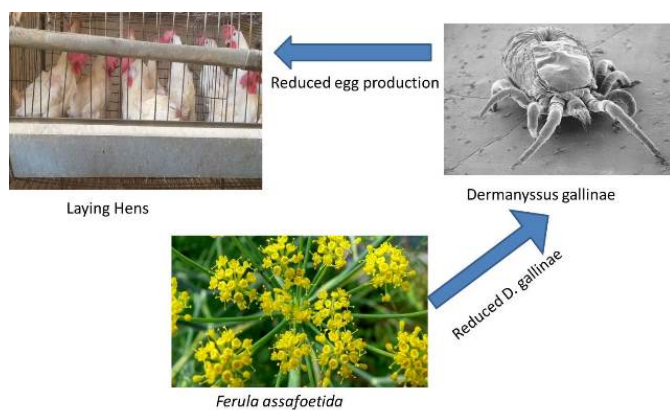 Reduced egg production
Laying Hens
Dermanyssus gallinae
Reduced D. gallinae
Ferula assafoetida